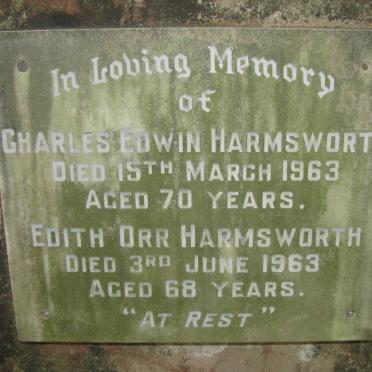 In Loving Memory
of
Charles Edwin Harmswort
Died 15th March 1963
Aged 70 Years.
Edith Orr Harmsworth
Died 3rd June 1963
Aged 68 Years.
"At Rest"